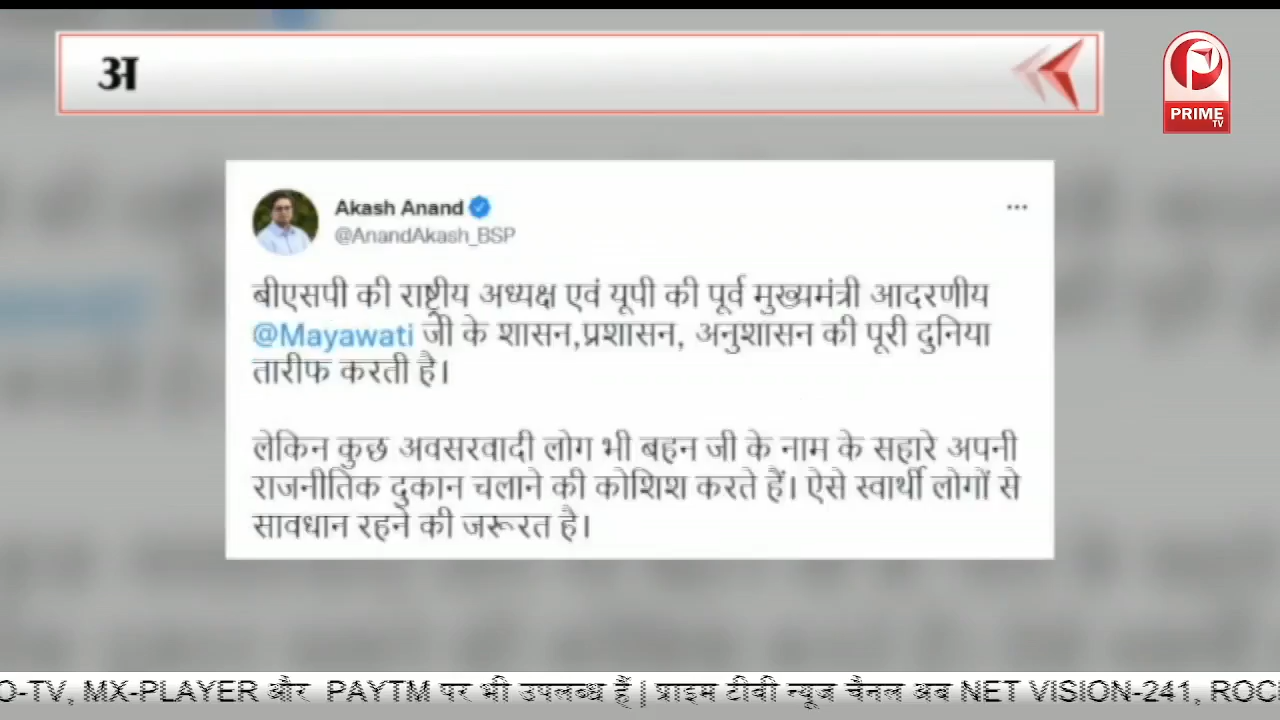 अ
PRIME
TV
Akash Anand
@AnandAkash_BSP
बीएसपी की राष्ट्रीय अध्यक्ष एवं यूपी की पूर्व मुख्यमंत्री आदरणीय
@Mayawati जी के शासन,प्रशासन, अनुशासन की पूरी दुनिया
तारीफ करती है।
लेकिन कुछ अवसरवादी लोग भी बहन जी के नाम के सहारे अपनी
राजनीतिक दुकान चलाने की कोशिश करते हैं। ऐसे स्वार्थी लोगों से
सावधान रहने की जरूरत है।
O-TV, MX-PLAYER और PAYTM पर भी उपलब्ध हैं | प्राइम टीवी न्यूज चैनल अब NET VISION-241, ROC